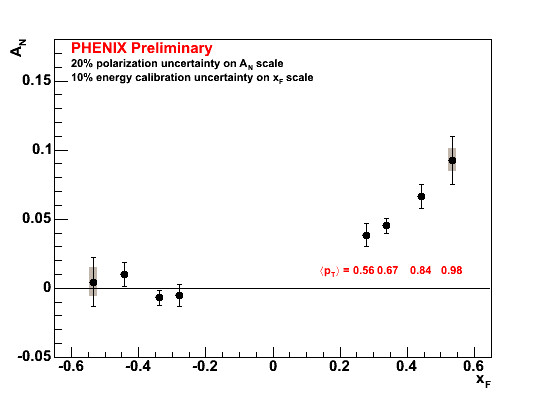 PHENIX Preliminary
20% polarization uncertainty on A_N scale
10% energy calibration uncertainty on x_F scale
A_N
0.15
0.1
0.05
⟨p_T⟩ = 0.56 0.67 0.84 0.98
0
-0.05
-0.6 -0.4 -0.2 0 0.2 0.4 0.6
x_F